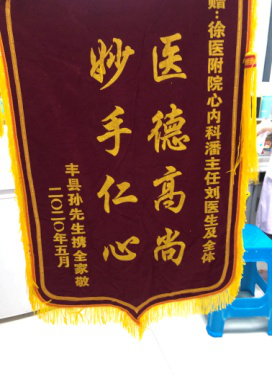 赠：徐医附院心内科潘主任刘医生及全体
医德高尚
妙手仁心
丰县孙先生携全家敬
二〇二〇年五月